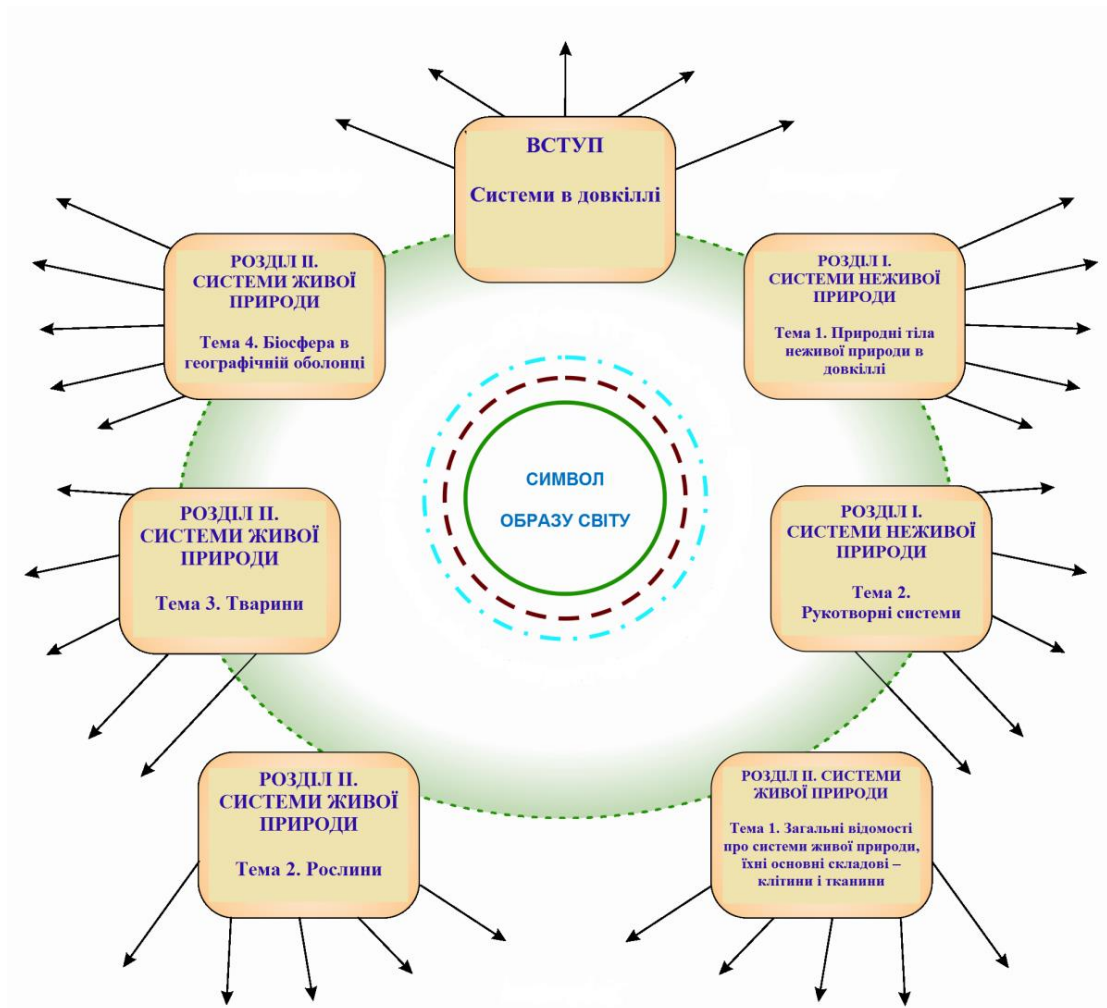 ВСТУП
Системи в довкіллі
РОЗДІЛ ІІ.
СИСТЕМИ ЖИВОЇ
ПРИРОДИ
Тема 4. Біосфера в
географічній оболонці
РОЗДІЛ І.
СИСТЕМИ НЕЖИВОЇ
ПРИРОДИ
Тема 1. Природні тіла
неживої природи в
довкіллі
СИМВОЛ
ОБРАЗУ СВІТУ
РОЗДІЛ ІІ.
СИСТЕМИ ЖИВОЇ
ПРИРОДИ
Тема 3. Тварини
РОЗДІЛ І.
СИСТЕМИ НЕЖИВОЇ
ПРИРОДИ
Тема 2.
Рукотворні системи
РОЗДІЛ ІІ.
СИСТЕМИ ЖИВОЇ
ПРИРОДИ
Тема 2. Рослини
РОЗДІЛ ІІ. СИСТЕМИ
ЖИВОЇ ПРИРОДИ
Тема 1. Загальні відомості
про системи живої природи,
їхні основні складові –
клітини і тканини